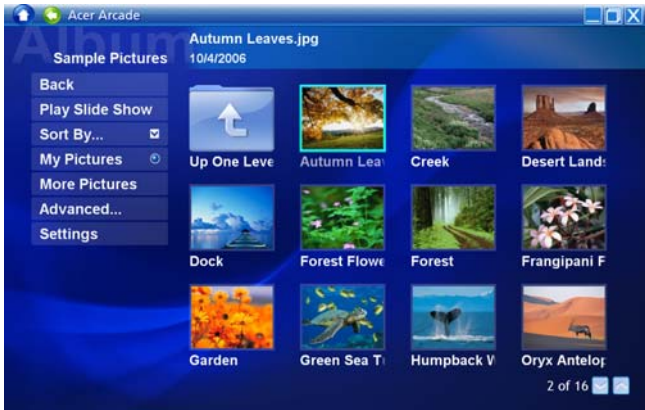 Acer Arcade
Album
Sample Pictures
Autumn Leaves.jpg
10/4/2006
Back
Play Slide Show
Sort By...
My Pictures
More Pictures
Advanced...
Settings
Up One Leve
Autumn Lea
Creek
Desert Lands
Dock
Forest Flowe
Forest
Frangipani F
Garden
Green Sea T
Humpback W
Oryx Antelop
2 of 16